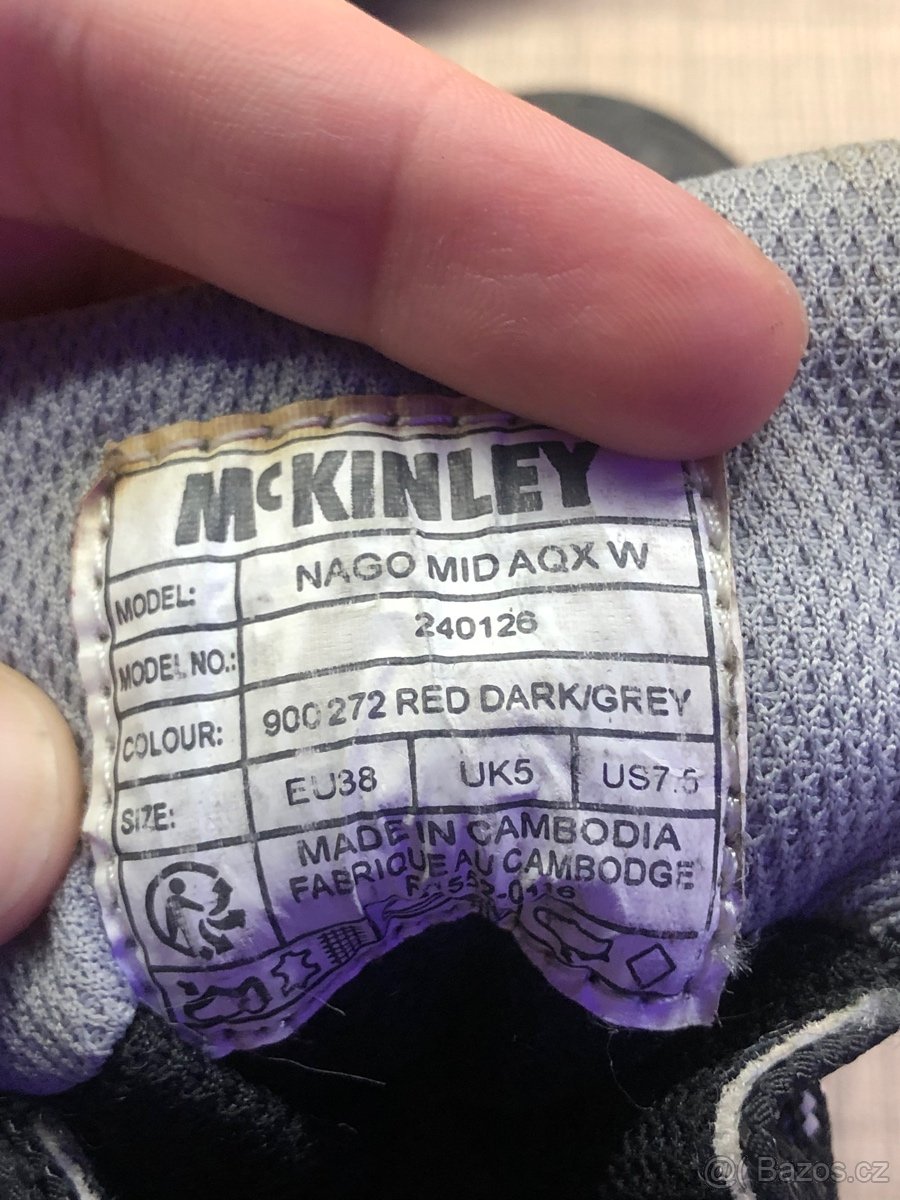 McKINLEY
MODEL: NAGO MID AQX W
MODEL NO.: 240126
COLOUR: 900 272 RED DARK/GREY
SIZE: EU38 UK5 US7.5
MADE IN CAMBODIA
FABRIQUE AU CAMBODGE
@( Bazos.cz